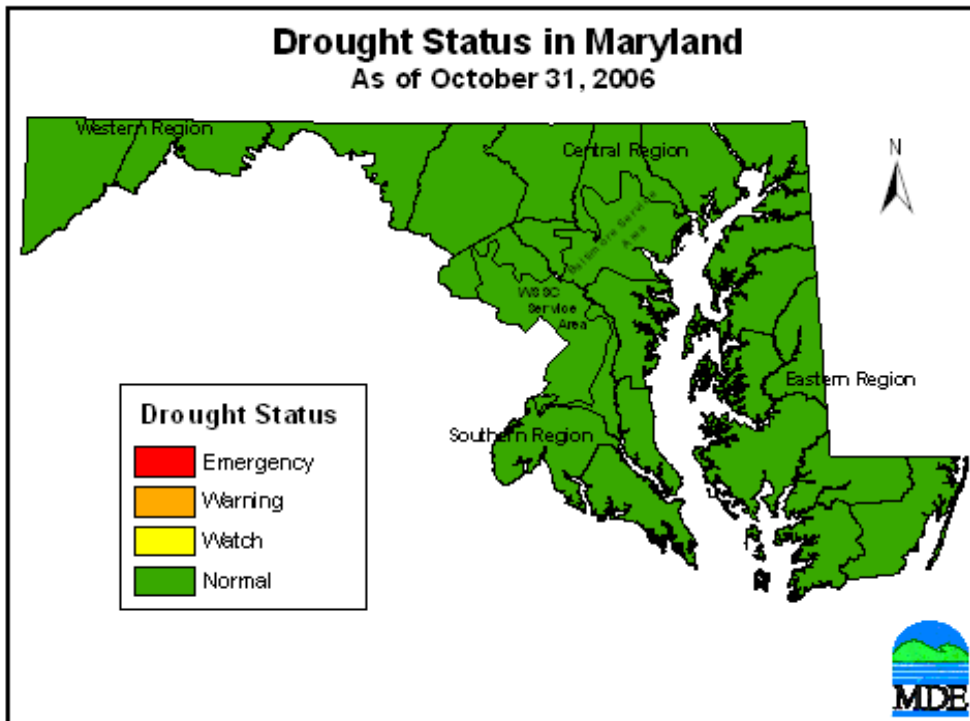 Drought Status in Maryland
As of October 31, 2006
Western Region
Central Region
N
Baltimore Service
Area
WSSC
Service
Area
Eastern Region
Southern Region
Drought Status
Emergency
Warning
Watch
Normal
MDE